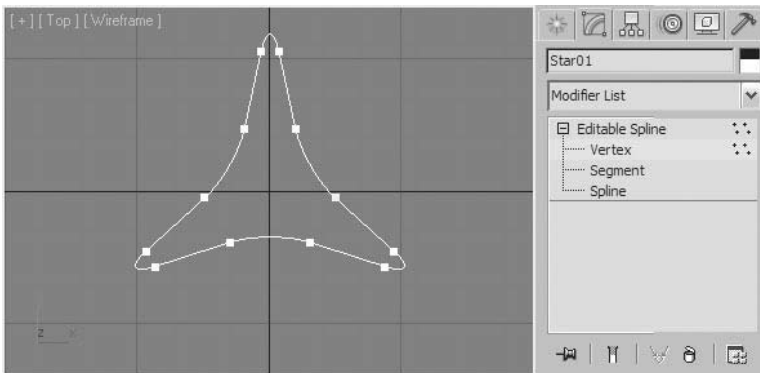 [ + ] [ Top ] [ Wireframe ]
Star01
Modifier List
Editable Spline
Vertex
Segment
Spline
z
x